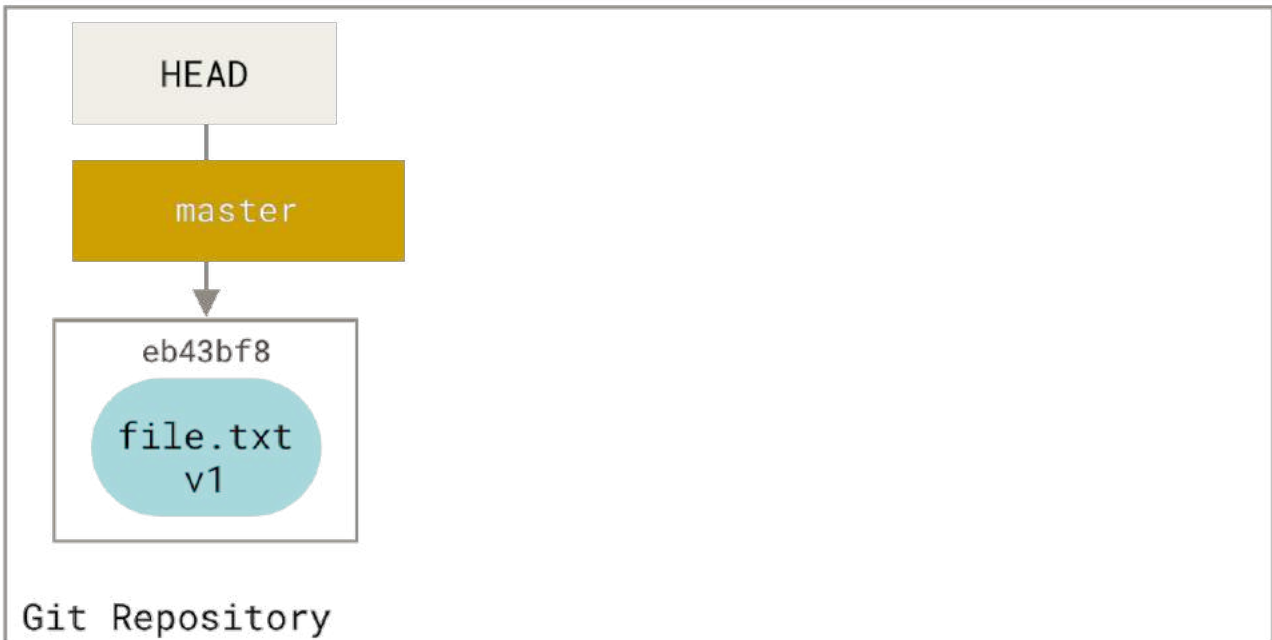 HEAD
master
eb43bf8
file.txt
v1
Git Repository